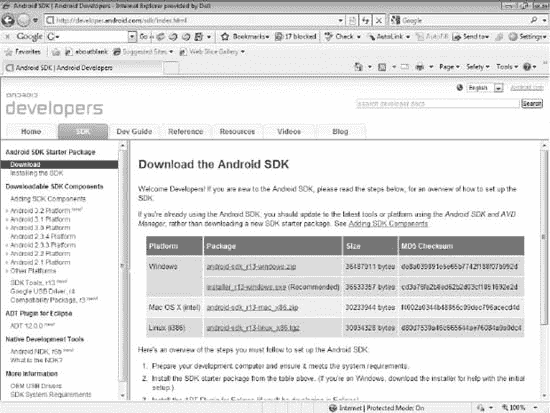 Android SDK | Android Developers - Internet Explorer provided by Dell
http://developer.android.com/sdk/index.html
Google
Google
Go
Bookmarks
17 blocked
Check
AutoLink
AutoFill
Send to
Settings
Favorites
about:blank
Suggested Sites
Web Slice Gallery
Android SDK | Android Developers
Page
Safety
Tools
English
Android.com
android
developers
search developer docs
Search
Home
SDK
Dev Guide
Reference
Resources
Videos
Blog
Android SDK Starter Package
Download
Installing the SDK
Downloadable SDK Components
Adding SDK Components
Android 3.2 Platform new!
Android 3.1 Platform
Android 3.0 Platform
Android 2.3.4 Platform
Android 2.3.3 Platform
Android 2.2 Platform
Android 2.1 Platform
Other Platforms
SDK Tools, r13 new!
Google USB Driver, r4
Compatibility Package, r3 new!
ADT Plugin for Eclipse
ADT 12.0.0 new!
Native Development Tools
Android NDK, r6b new!
What is the NDK?
More Information
OEM USB Drivers
SDK System Requirements
Download the Android SDK
Welcome Developers! If you are new to the Android SDK, please read the steps below, for an overview of how to set up the
SDK.
If you're already using the Android SDK, you should update to the latest tools or platform using the Android SDK and AVD
Manager, rather than downloading a new SDK starter package. See Adding SDK Components.
Platform Package Size MD5 Checksum
Windows android-sdk_r13-windows.zip 36487911 bytes
installer_r13-windows.exe (Recommended) 36533357 bytes
Mac OS X (intel) android-sdk_r13-mac_x86.zip 30233944 bytes
Linux (i386) android-sdk_r13-linux_x86.tgz 30034328 bytes
Here's an overview of the steps you must follow to set up the Android SDK:
1. Prepare your development computer and ensure it meets the system requirements.
2. Install the SDK starter package from the table above. (If you're on Windows, download the installer for help with the initial
setup.)
Internet | Protected Mode: On
100%